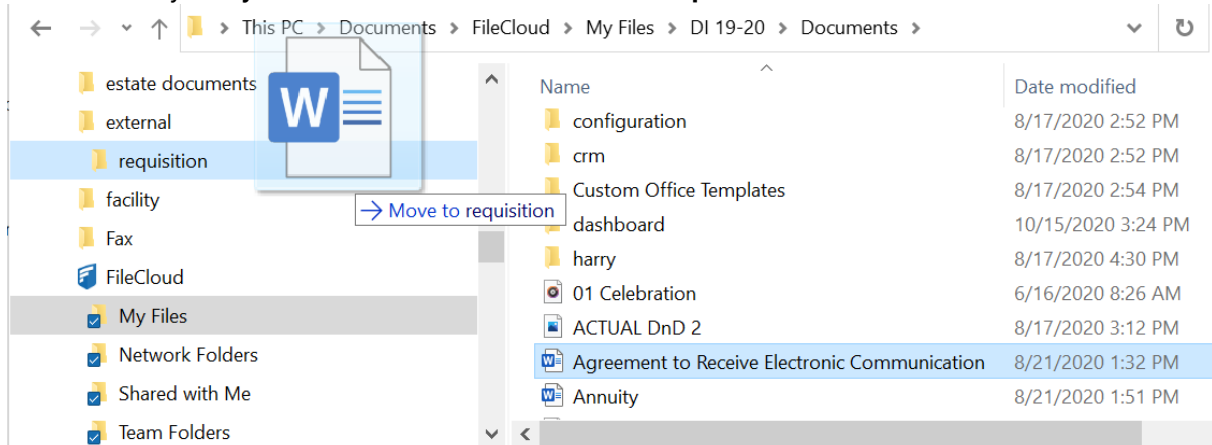 This PC > Documents > FileCloud > My Files > DI 19-20 > Documents >
estate documents
external
requisition
facility
Fax
FileCloud
My Files
Network Folders
Shared with Me
Team Folders
W
→ Move to requisition
Name Date modified
configuration 8/17/2020 2:52 PM
crm 8/17/2020 2:52 PM
Custom Office Templates 8/17/2020 2:54 PM
dashboard 10/15/2020 3:24 PM
harry 8/17/2020 4:30 PM
01 Celebration 6/16/2020 8:26 AM
ACTUAL DnD 2 8/17/2020 3:12 PM
Agreement to Receive Electronic Communication 8/21/2020 1:32 PM
Annuity 8/21/2020 1:51 PM